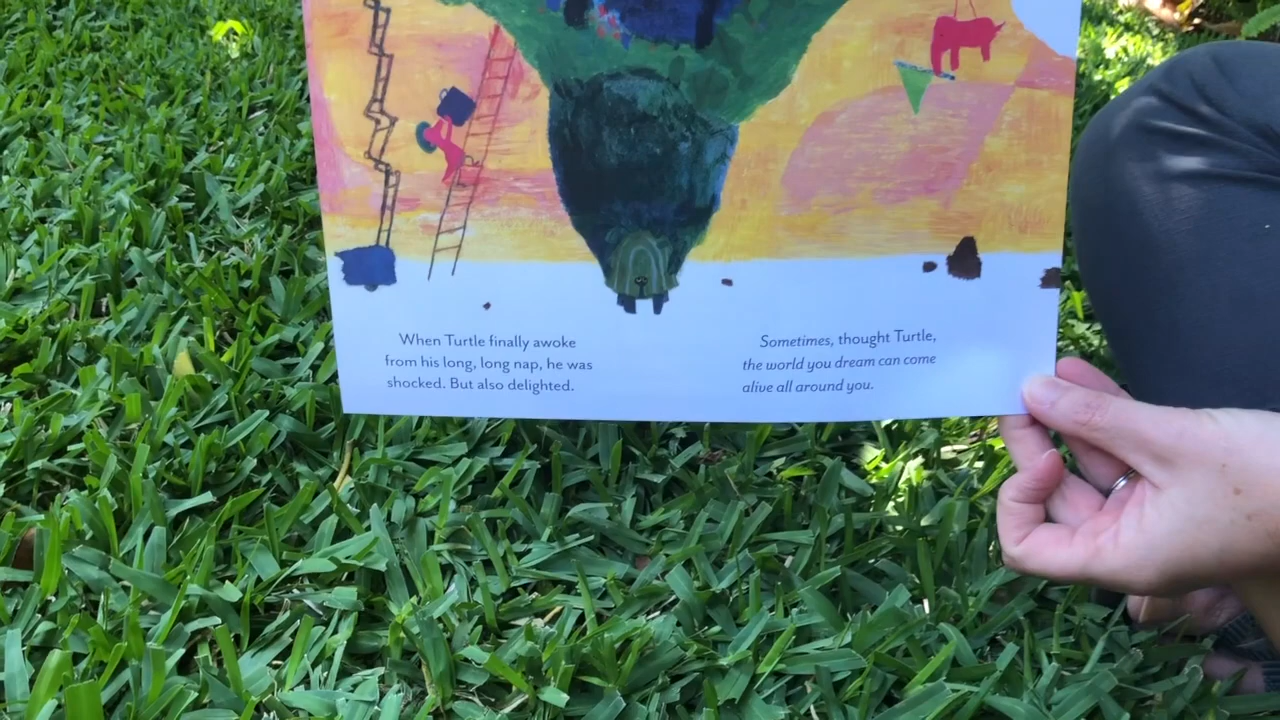 When Turtle finally awoke
from his long, long nap, he was
shocked. But also delighted.
Sometimes, thought Turtle,
the world you dream can come
alive all around you.